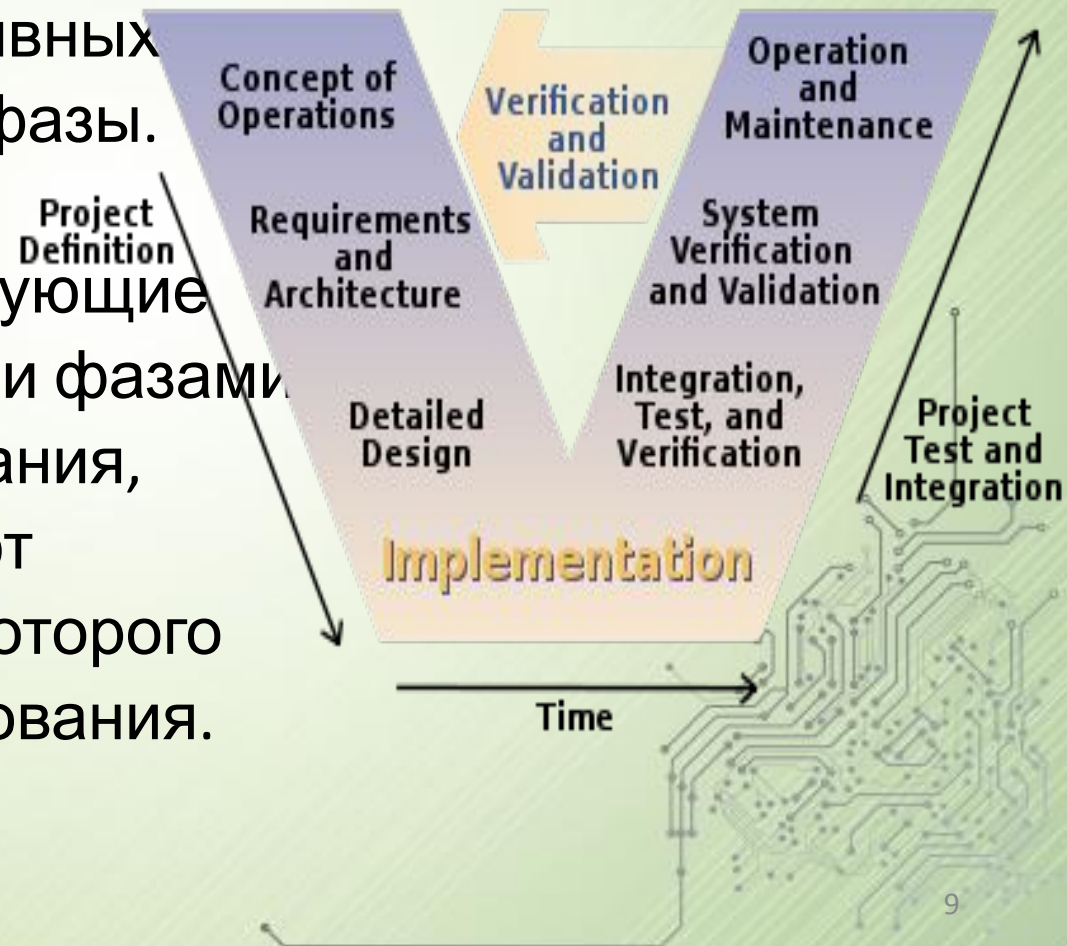 ивных
фазы.
ующие
и фазами
ания,
от
оторого
ования.
Concept of
Operations
Verification
and
Validation
Operation
and
Maintenance
Project
Definition
Requirements
and
Architecture
System
Verification
and Validation
Detailed
Design
Integration,
Test, and
Verification
Project
Test and
Integration
Implementation
Time
9